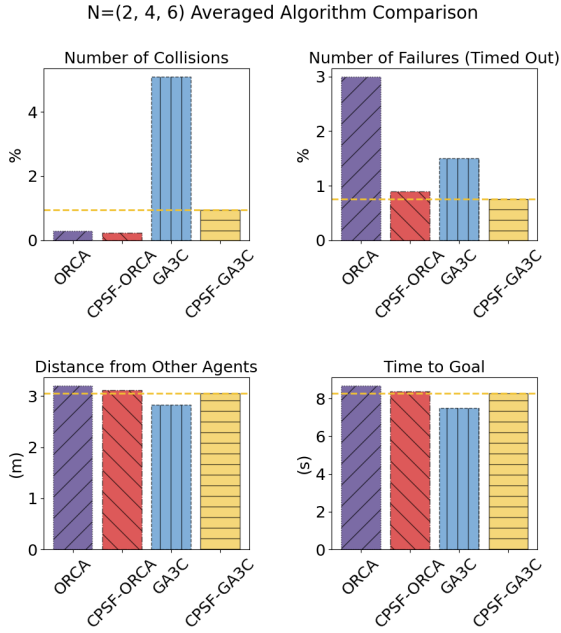 N=(2, 4, 6) Averaged Algorithm Comparison
Number of Collisions
%
4
2
0
ORCA
CPSF-ORCA
GA3C
CPSF-GA3C
Number of Failures (Timed Out)
%
3
2
1
0
ORCA
CPSF-ORCA
GA3C
CPSF-GA3C
Distance from Other Agents
(m)
3
2
1
0
ORCA
CPSF-ORCA
GA3C
CPSF-GA3C
Time to Goal
(s)
8
6
4
2
0
ORCA
CPSF-ORCA
GA3C
CPSF-GA3C